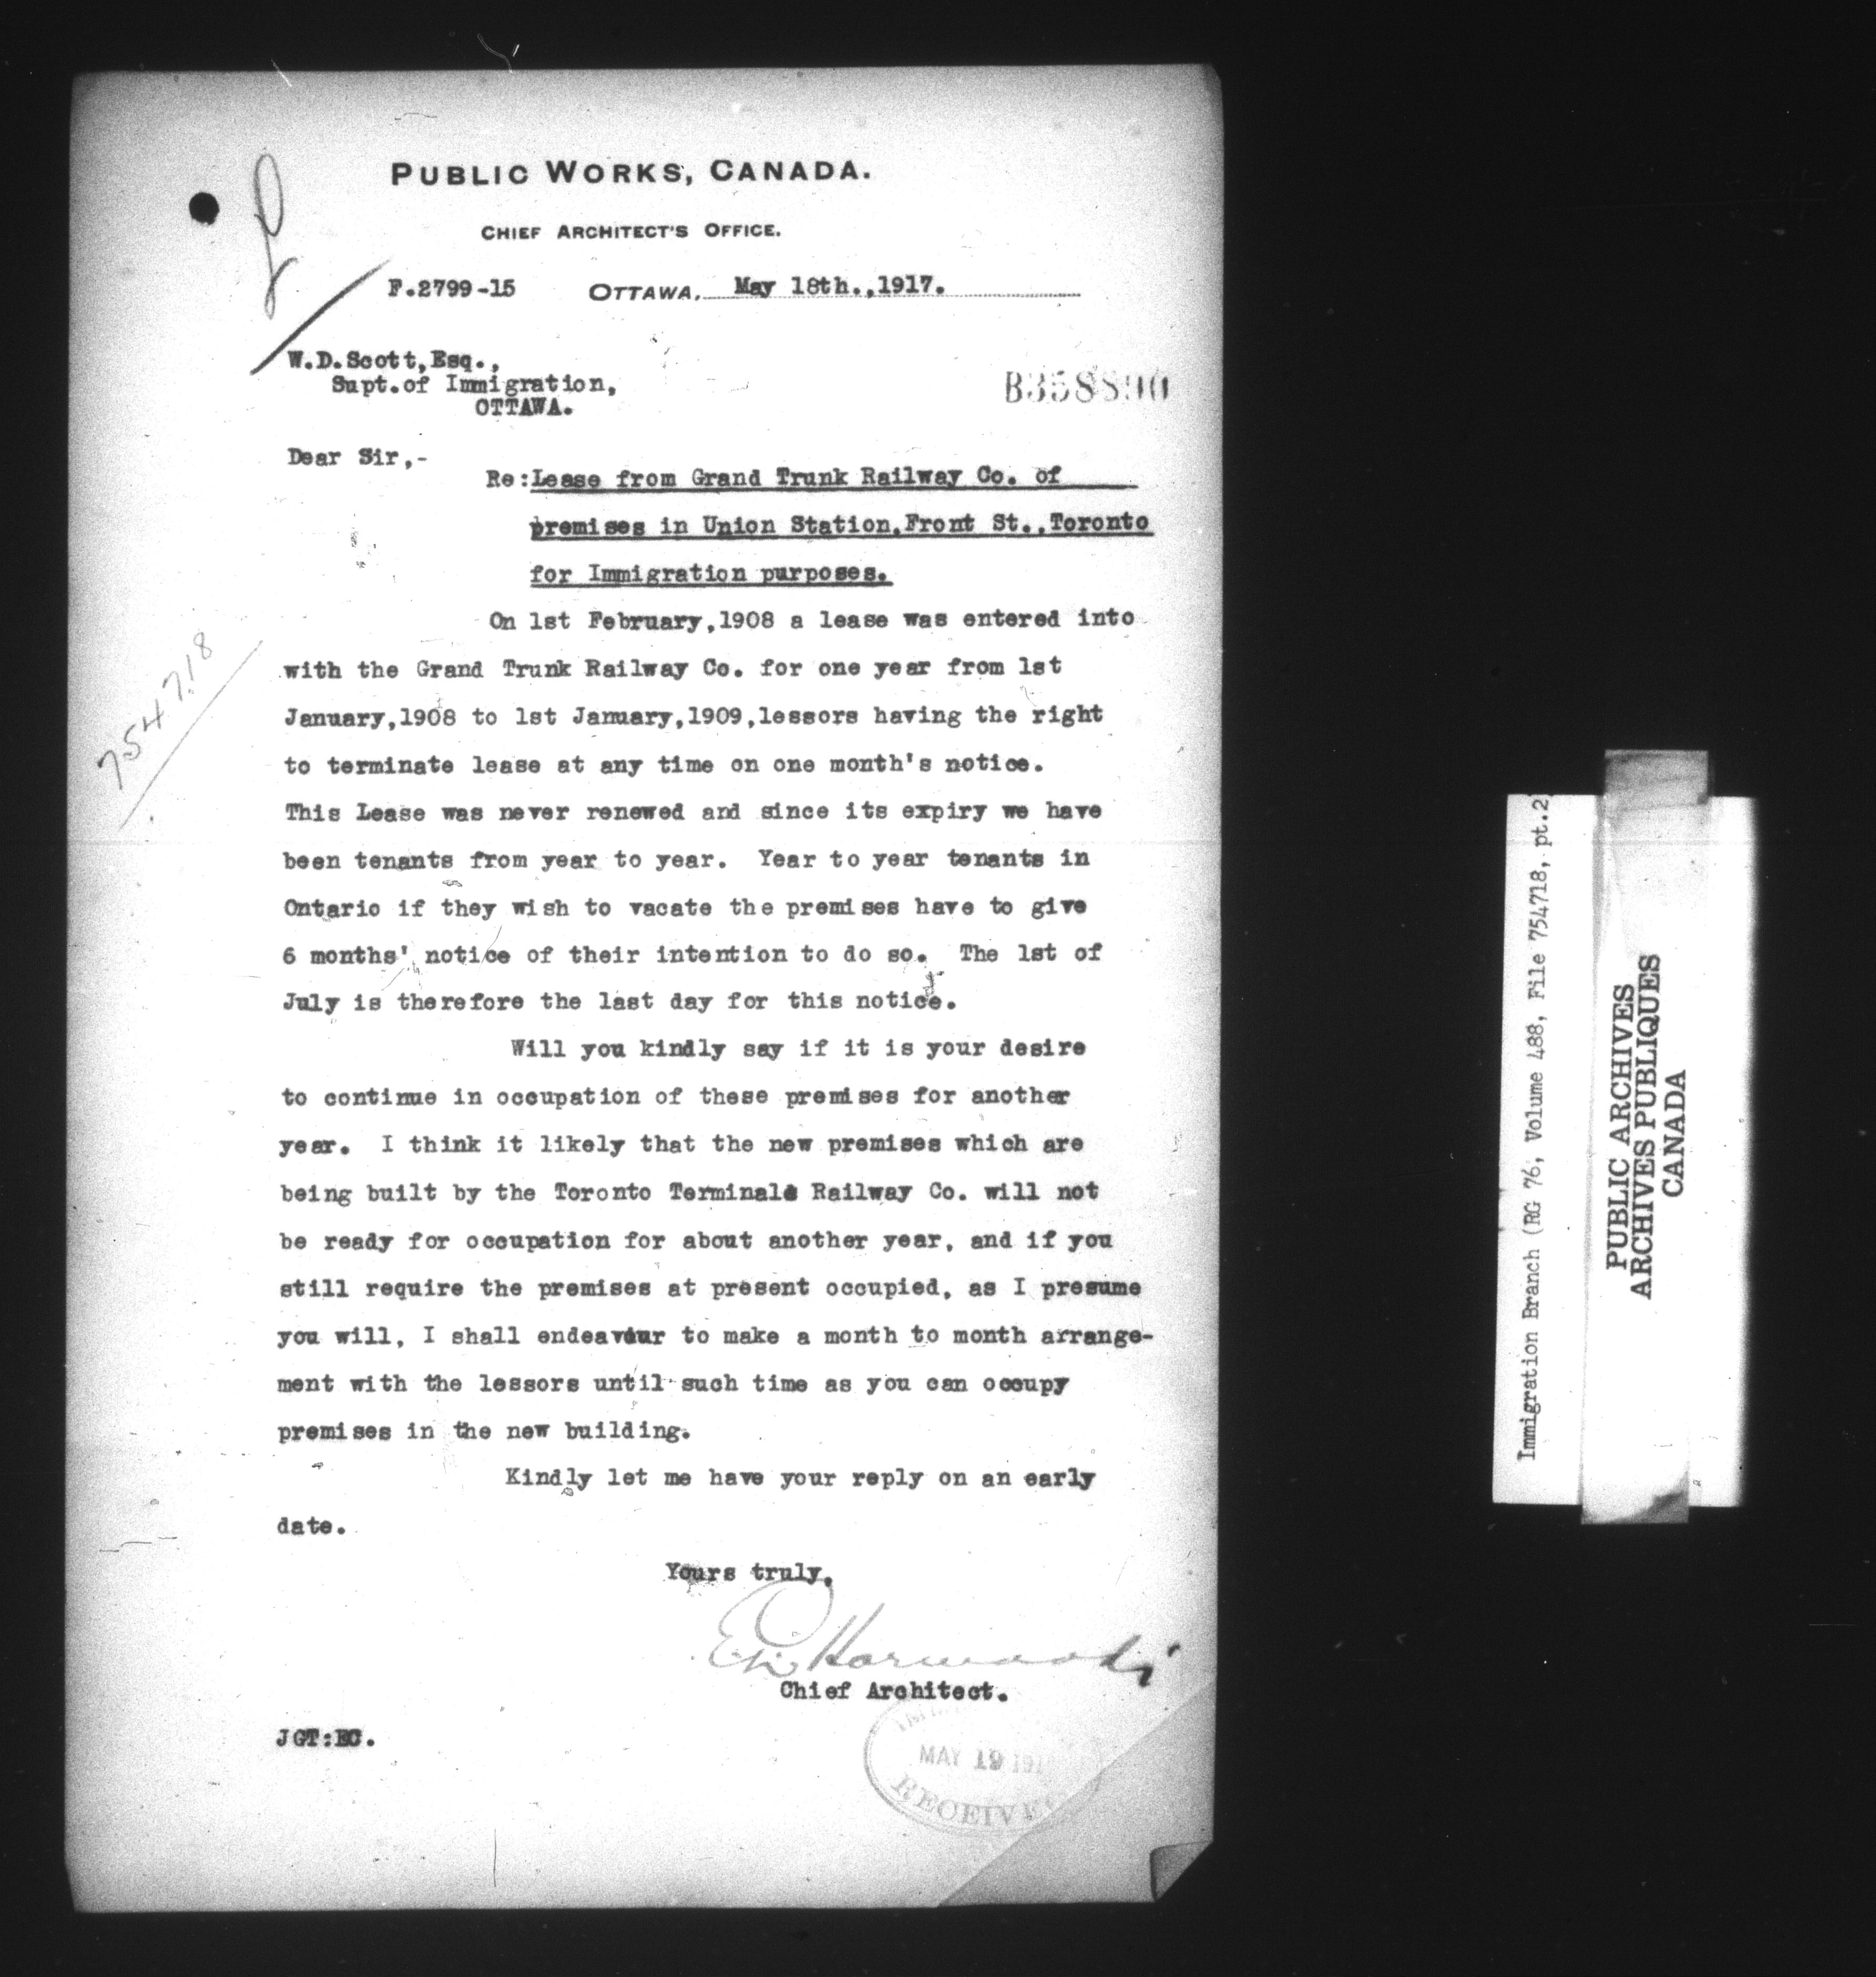 PUBLIC WORKS, CANADA.
CHIEF ARCHITECT'S OFFICE.
F.2799-15 OTTAWA, May 18th.,1917.
W.D.Scott,Esq.,
Supt.of Immigration,
OTTAWA.
B358890
Dear Sir,-
Re:Lease from Grand Trunk Railway Co. of
premises in Union Station,Front St.,Toronto
for Immigration purposes.
On 1st February,1908 a lease was entered into
with the Grand Trunk Railway Co. for one year from 1st
January,1908 to 1st January,1909,lessors having the right
to terminate lease at any time on one month's notice.
This Lease was never renewed and since its expiry we have
been tenants from year to year. Year to year tenants in
Ontario if they wish to vacate the premises have to give
6 months' notice of their intention to do so. The 1st of
July is therefore the last day for this notice.
754718
Will you kindly say if it is your desire
to continue in occupation of these premises for another
year. I think it likely that the new premises which are
being built by the Toronto Terminals Railway Co. will not
be ready for occupation for about another year, and if you
still require the premises at present occupied, as I presume
you will, I shall endeavour to make a month to month arrange-
ment with the lessors until such time as you can occupy
premises in the new building.
Kindly let me have your reply on an early
date.
Yours truly,
Chief Architect.
JGT:EC.
MAY 19 191
RECEIVE
Immigration Branch (RG 76, Volume 488, File 754718, pt.2
PUBLIC ARCHIVES
ARCHIVES PUBLIQUES
CANADA